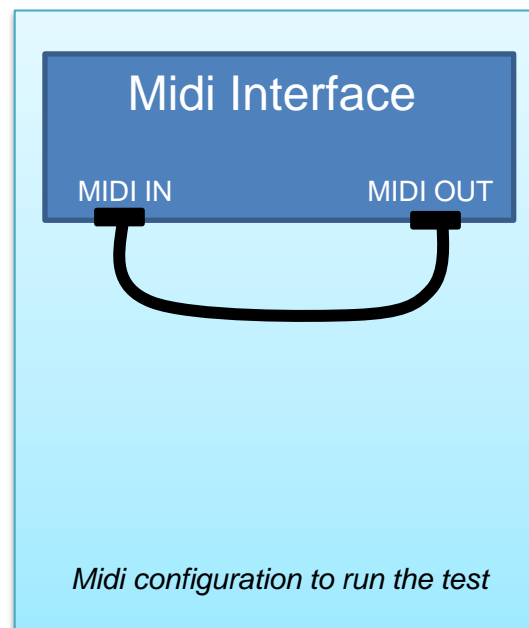 Midi Interface
MIDI IN MIDI OUT
Midi configuration to run the test